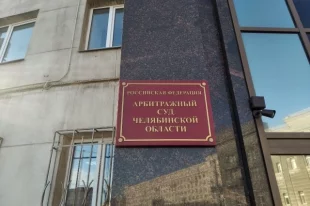 РОССИЙСКАЯ ФЕДЕРАЦИЯ
АРБИТРАЖНЫЙ
СУД
ЧЕЛЯБИНСКОЙ
ОБЛАСТИ